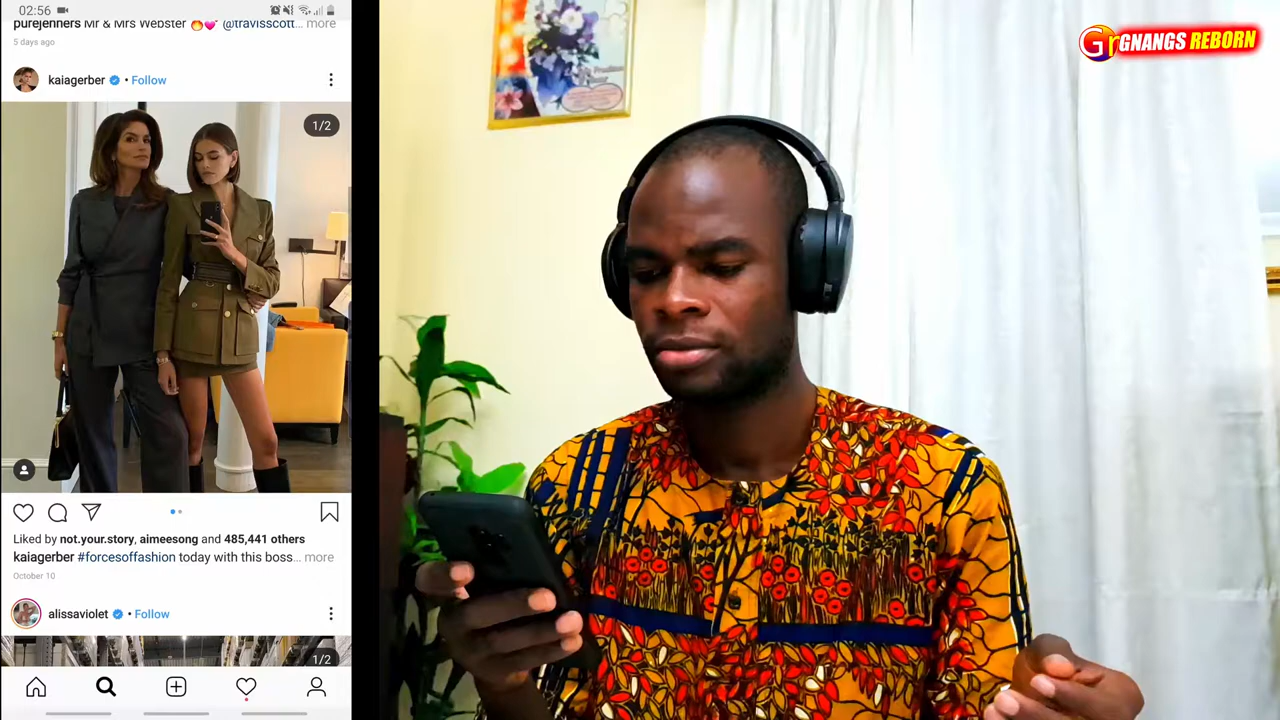 02:56
purejenners Mr & Mrs Webster 🔥💕 @travisscott... more
5 days ago
kaiagerber • Follow
1/2
Liked by not.your.story, aimeesong and 485,441 others
kaiagerber #forcesoffashion today with this boss... more
October 10
alissaviolet • Follow
1/2
Gr GNANGS REBORN